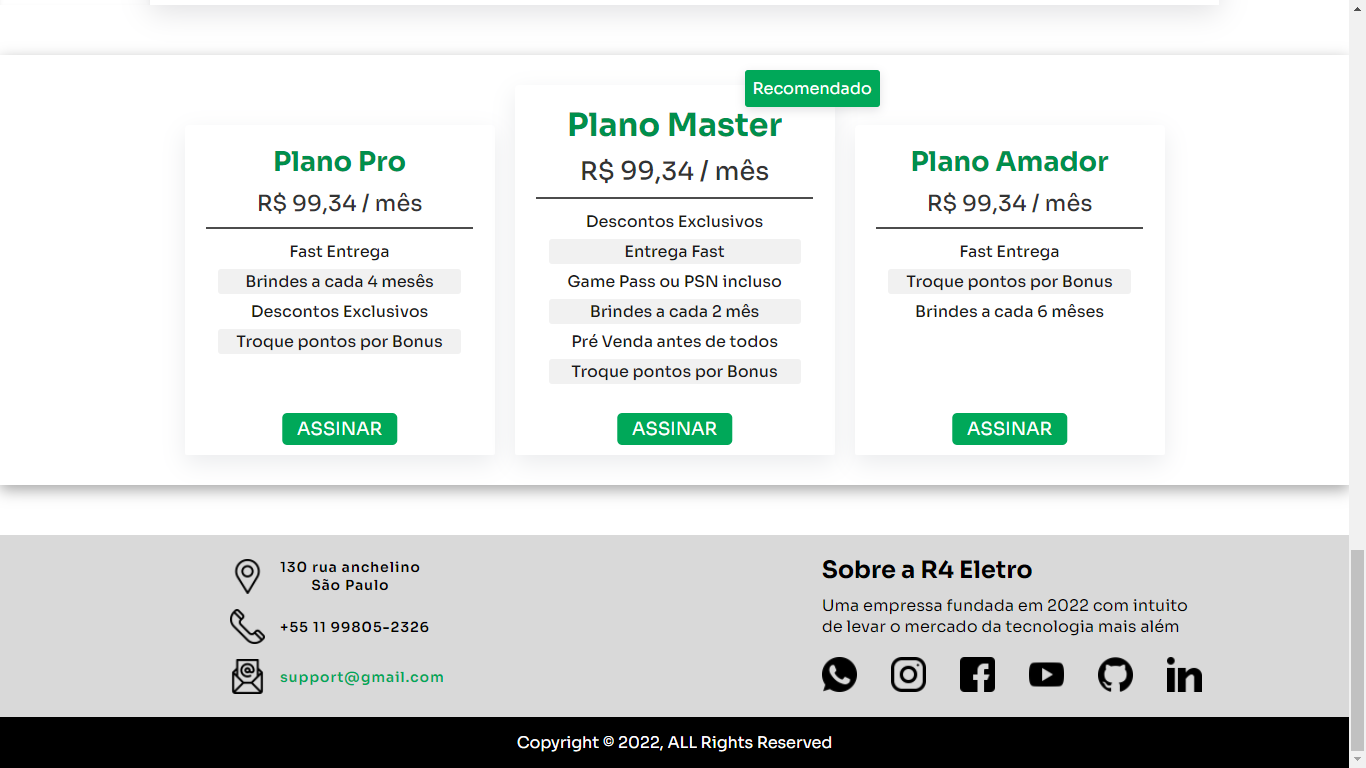 Recomendado
Plano Pro
R$ 99,34 / mês
Fast Entrega
Brindes a cada 4 mesês
Descontos Exclusivos
Troque pontos por Bonus
ASSINAR
Plano Master
R$ 99,34 / mês
Descontos Exclusivos
Entrega Fast
Game Pass ou PSN incluso
Brindes a cada 2 mês
Pré Venda antes de todos
Troque pontos por Bonus
ASSINAR
Plano Amador
R$ 99,34 / mês
Fast Entrega
Troque pontos por Bonus
Brindes a cada 6 mêses
ASSINAR
130 rua anchelino
São Paulo
+55 11 99805-2326
support@gmail.com
Sobre a R4 Eletro
Uma empressa fundada em 2022 com intuito
de levar o mercado da tecnologia mais além
Copyright © 2022, ALL Rights Reserved